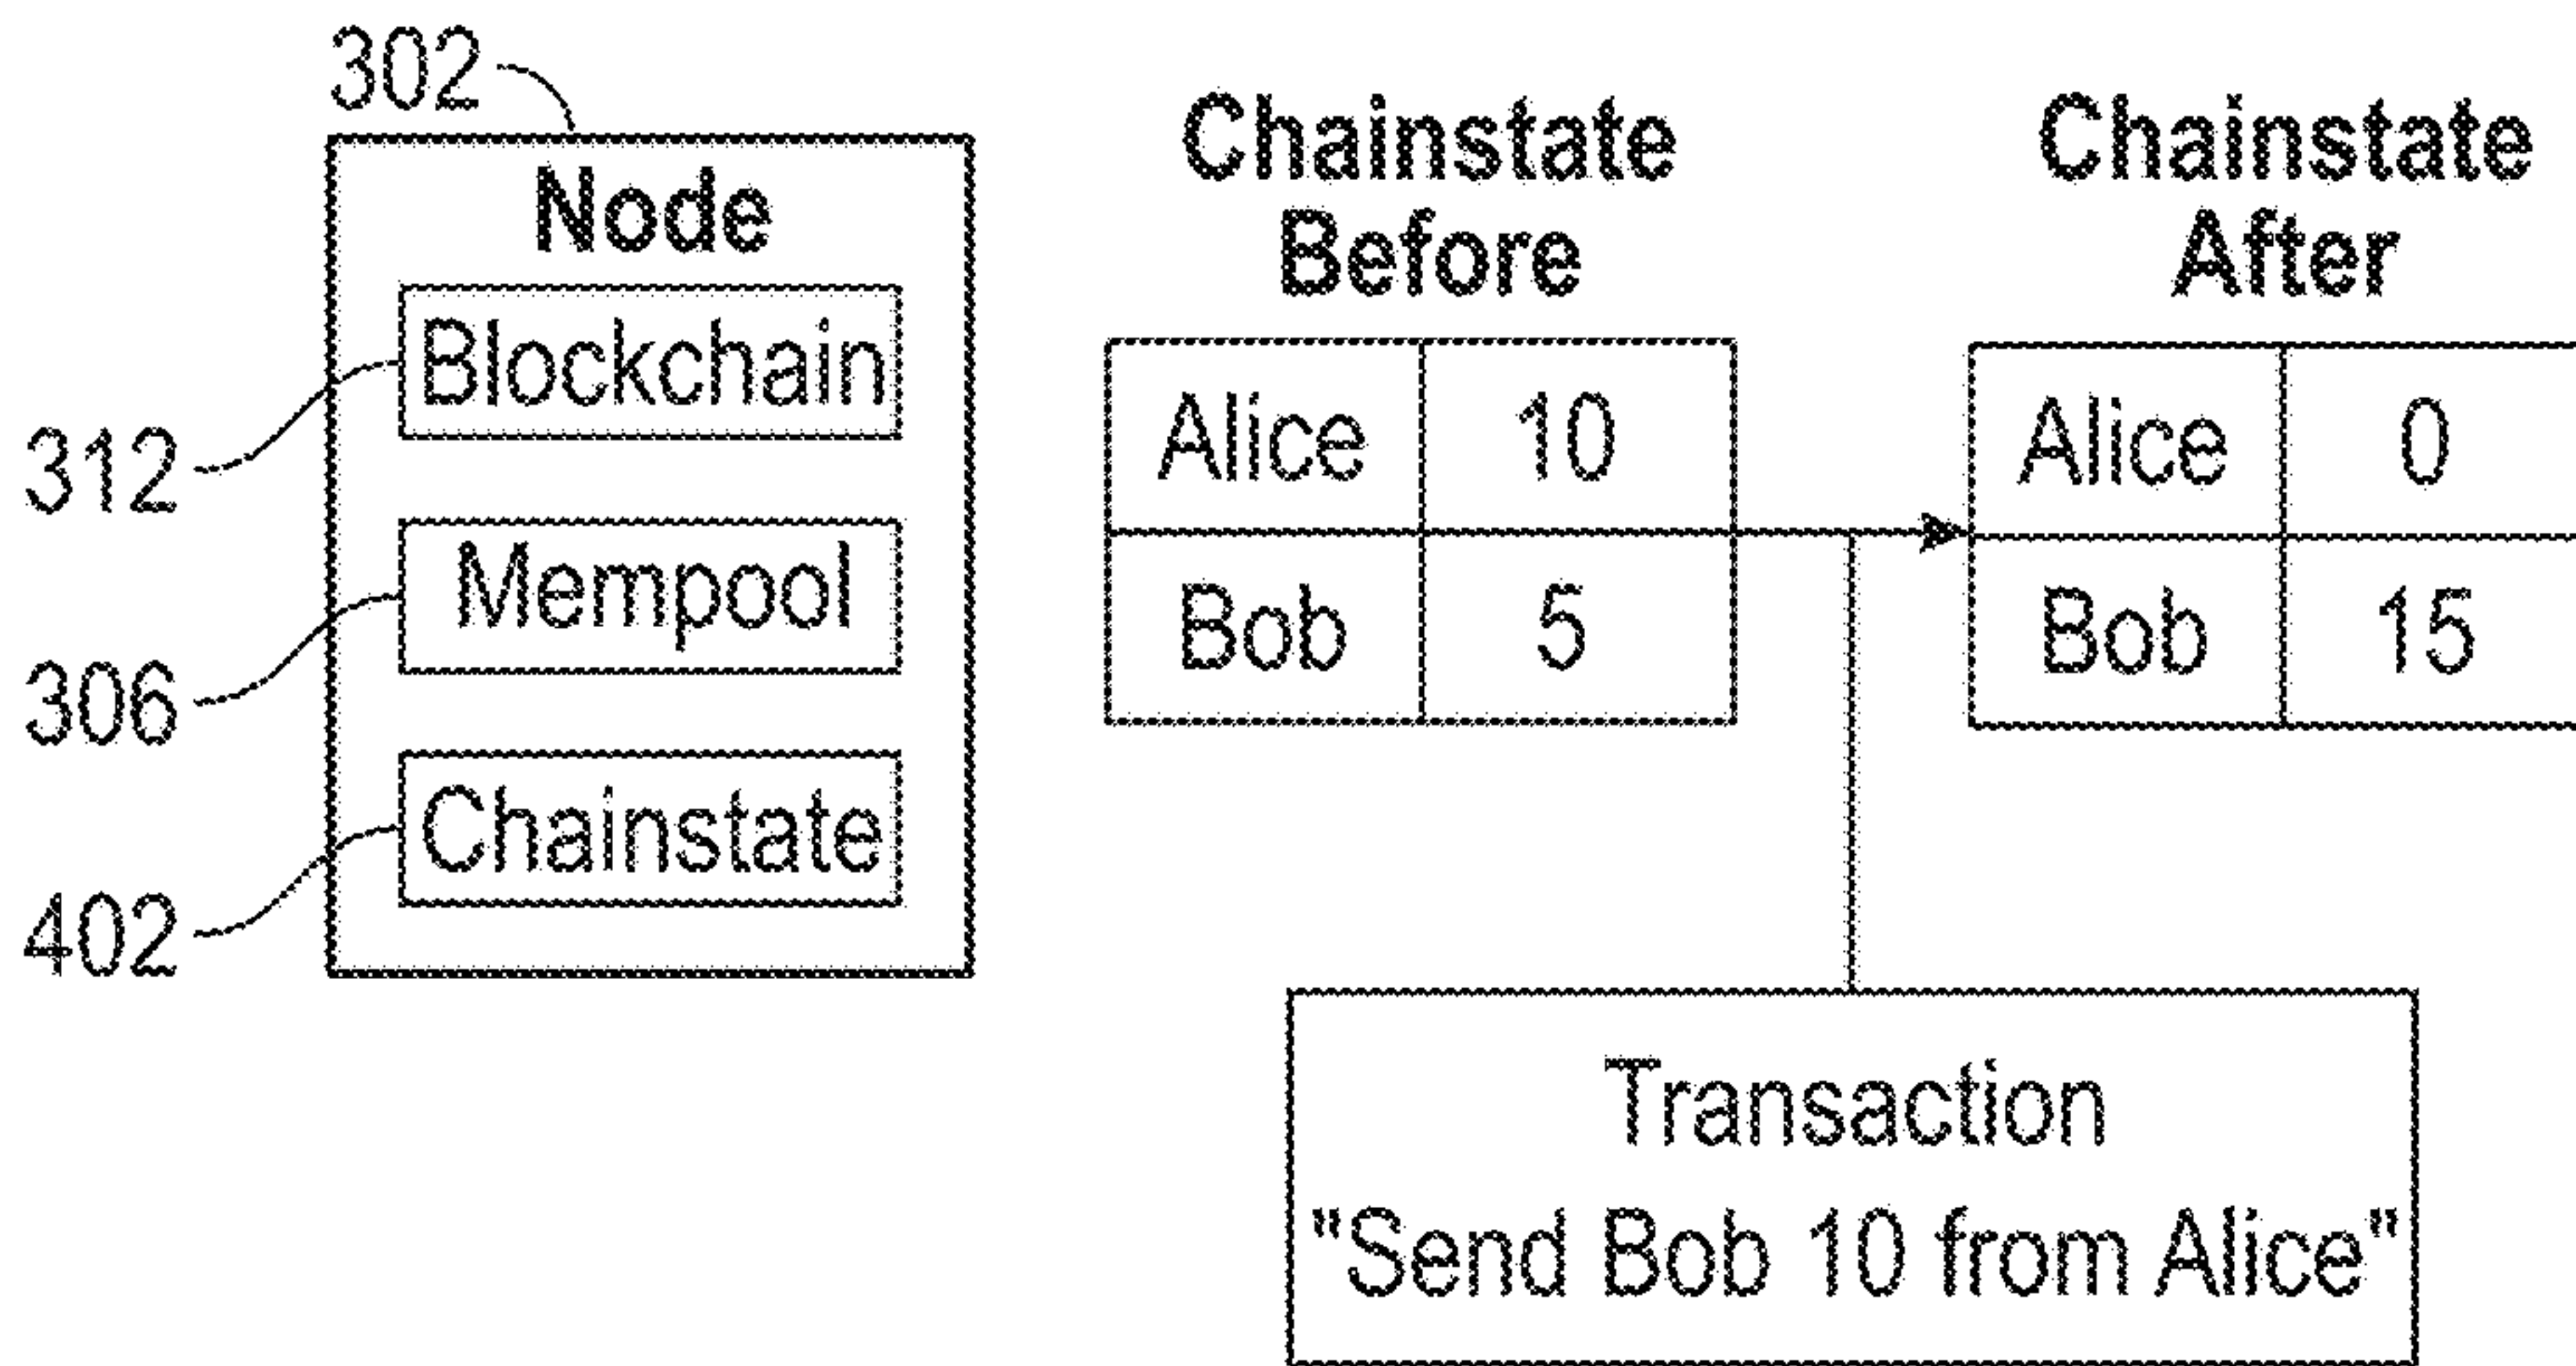 302
Node
Blockchain
312
Mempool
306
Chainstate
402
Chainstate
Before
Alice 10
Bob 5
Chainstate
After
Alice 0
Bob 15
Transaction
"Send Bob 10 from Alice"